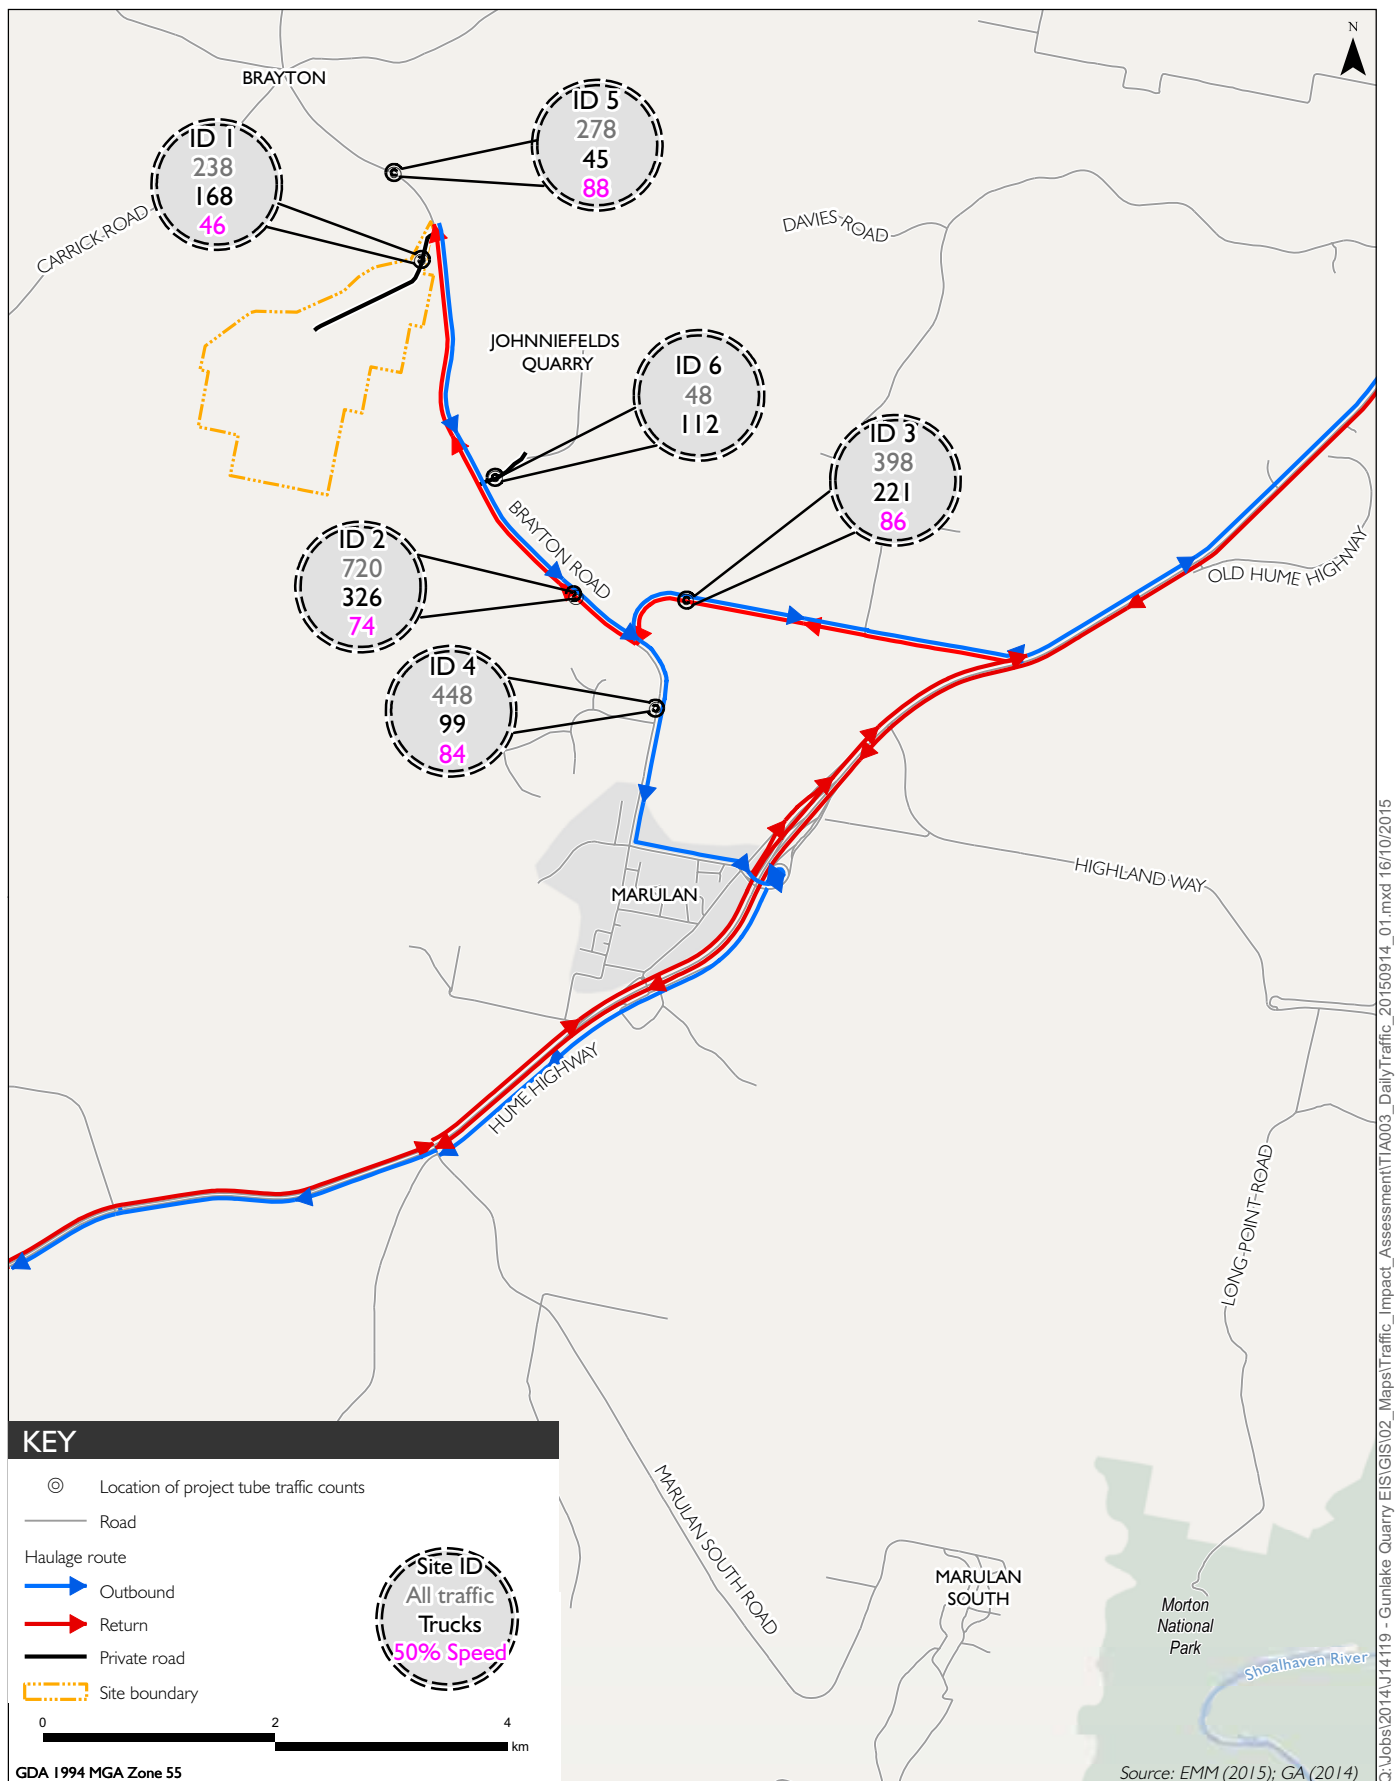 N
BRAYTON
ID 5
278
45
88
ID 1
238
168
46
CARRICK ROAD
DAVIES ROAD
JOHNNIEFELDS
QUARRY
ID 6
48
112
ID 3
398
221
86
BRAYTON ROAD
ID 2
720
326
74
OLD HUME HIGHWAY
ID 4
448
99
84
MARULAN
HIGHLAND WAY
HUME HIGHWAY
LONG POINT ROAD
MARULAN SOUTH ROAD
MARULAN
SOUTH
Morton
National
Park
Shoalhaven River
KEY
Location of project tube traffic counts
Road
Haulage route
Outbound
Return
Private road
Site boundary
Site ID
All traffic
Trucks
50% Speed
0 2 4
km
GDA 1994 MGA Zone 55
Source: EMM (2015); GA (2014)
Q:\Jobs\2014\J14119 - Gunlake Quarry EIS\GIS\02_Maps\Traffic_Impact_Assessment\TIA003_DailyTraffic_20150914_01.mxd 16/10/2015